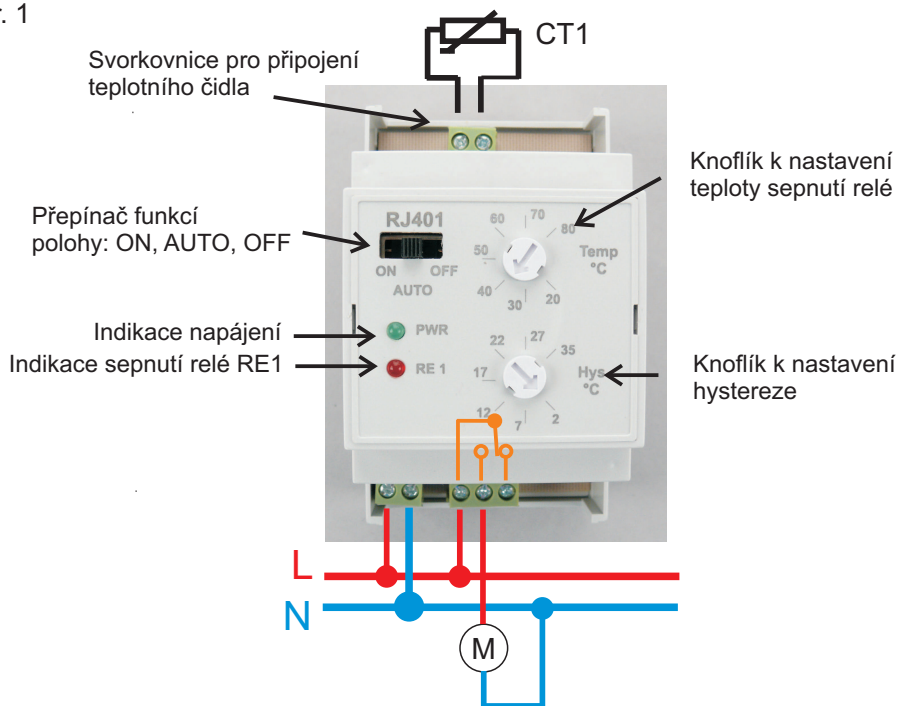 r. 1
CT1
Svorkovnice pro připojení
teplotního čidla
Knoflík k nastavení
teploty sepnutí relé
Přepínač funkcí
polohy: ON, AUTO, OFF
RJ401
ON OFF
AUTO
60 70 80
50
40 30 20
Temp
°C
Indikace napájení
PWR
Indikace sepnutí relé RE1
RE 1
22 27 35
17
12 7 2
Hys
°C
Knoflík k nastavení
hystereze
L
N
M